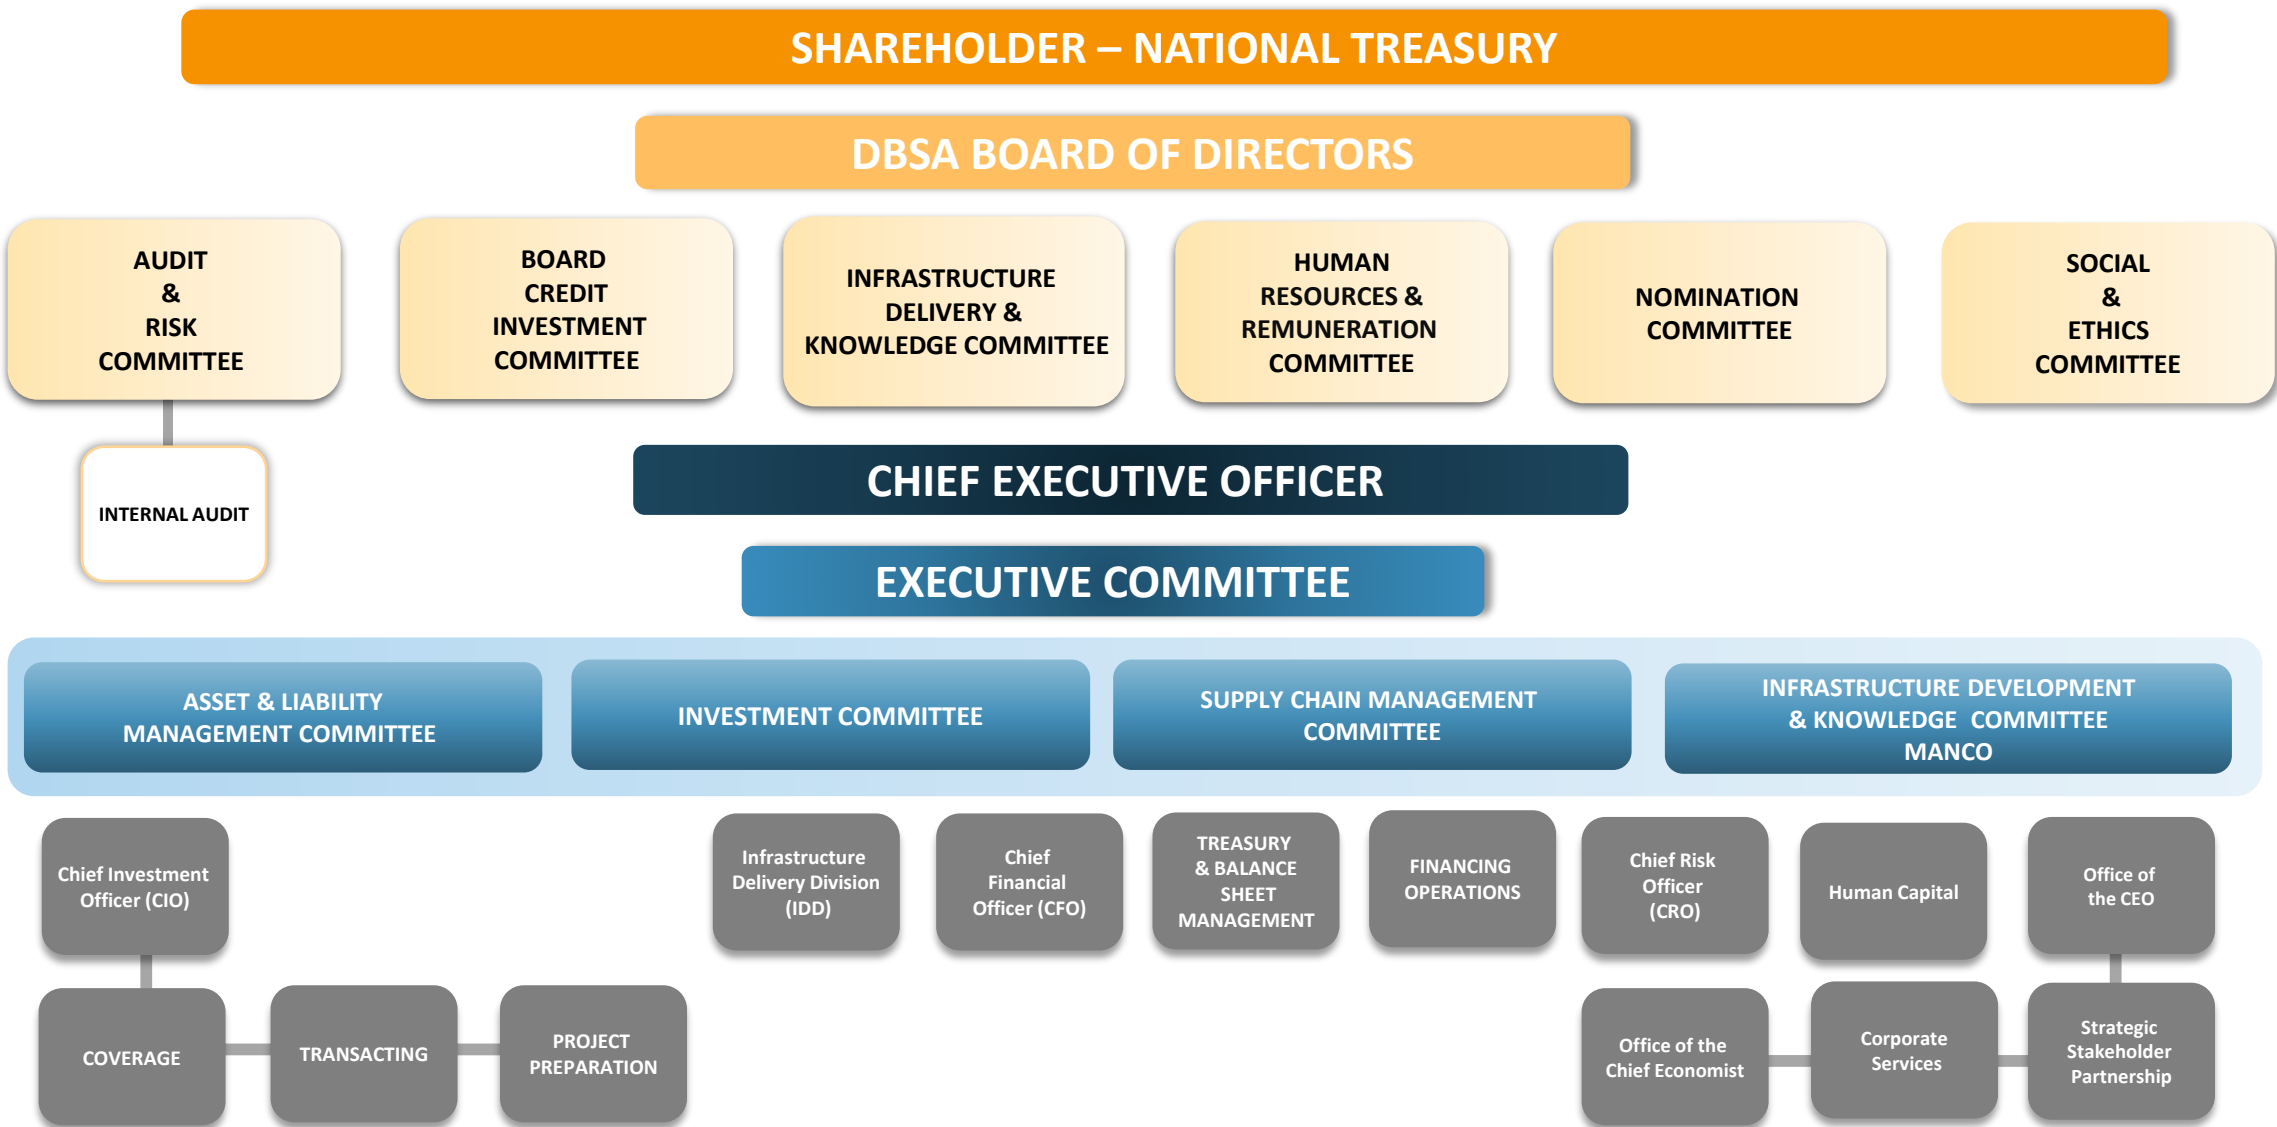 SHAREHOLDER – NATIONAL TREASURY
DBSA BOARD OF DIRECTORS
AUDIT
&
RISK
COMMITTEE
BOARD
CREDIT
INVESTMENT
COMMITTEE
INFRASTRUCTURE
DELIVERY &
KNOWLEDGE COMMITTEE
HUMAN
RESOURCES &
REMUNERATION
COMMITTEE
NOMINATION
COMMITTEE
SOCIAL
&
ETHICS
COMMITTEE
INTERNAL AUDIT
CHIEF EXECUTIVE OFFICER
EXECUTIVE COMMITTEE
ASSET & LIABILITY
MANAGEMENT COMMITTEE
INVESTMENT COMMITTEE
SUPPLY CHAIN MANAGEMENT
COMMITTEE
INFRASTRUCTURE DEVELOPMENT
& KNOWLEDGE COMMITTEE
MANCO
Chief Investment
Officer (CIO)
Infrastructure
Delivery Division
(IDD)
Chief
Financial
Officer (CFO)
TREASURY
& BALANCE
SHEET
MANAGEMENT
FINANCING
OPERATIONS
Chief Risk
Officer
(CRO)
Human Capital
Office of
the CEO
COVERAGE
TRANSACTING
PROJECT
PREPARATION
Office of the
Chief Economist
Corporate
Services
Strategic
Stakeholder
Partnership